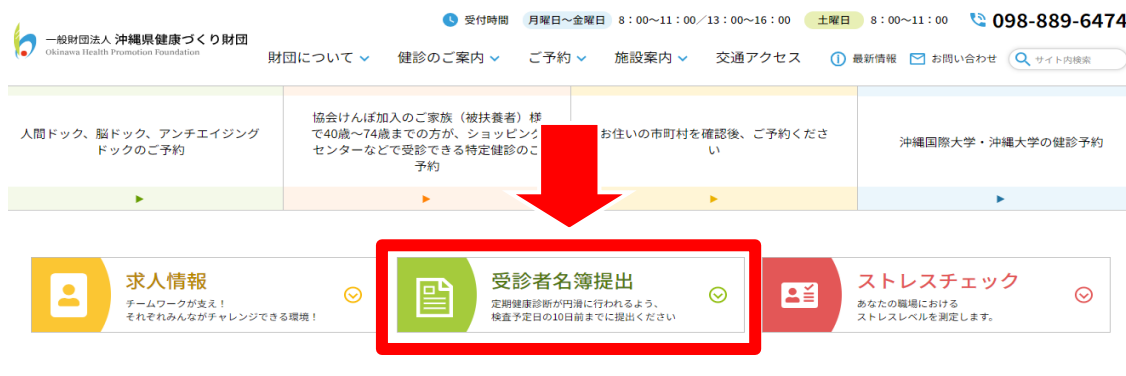 受付時間 月曜日～金曜日 8：00～11：00／13：00～16：00 土曜日 8：00～11：00 098-889-6474
一般財団法人 沖縄県健康づくり財団
Okinawa Health Promotion Foundation
財団について 健診のご案内 ご予約 施設案内 交通アクセス 最新情報 お問い合わせ サイト内検索
人間ドック、脳ドック、アンチエイジング
ドックのご予約
協会けんぽ加入のご家族（被扶養者）様
で40歳～74歳までの方が、ショッピング
センターなどで受診できる特定健診のご
予約
お住いの市町村を確認後、ご予約くださ
い
沖縄国際大学・沖縄大学の健診予約
求人情報
チームワークが支え！
それぞれみんながチャレンジできる環境！
受診者名簿提出
定期健康診断が円滑に行われるよう、
検査予定日の10日前までに提出ください
ストレスチェック
あなたの職場における
ストレスレベルを測定します。